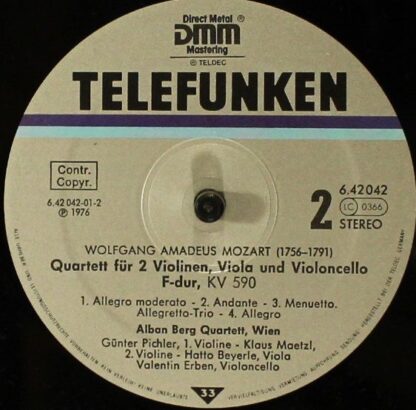 Direct Metal
DMM
Mastering
® TELDEC
TELEFUNKEN
Contr.
Copyr.
6.42 042-01-2
℗ 1976
2
6.42 042
LC 0366
STEREO
WOLFGANG AMADEUS MOZART (1756–1791)
Quartett für 2 Violinen, Viola und Violoncello
F-dur, KV 590
1. Allegro moderato - 2. Andante - 3. Menuetto.
Allegretto-Trio - 4. Allegro
Alban Berg Quartett, Wien
Günter Pichler, 1. Violine - Klaus Maetzl,
2. Violine - Hatto Beyerle, Viola
Valentin Erben, Violoncello
33